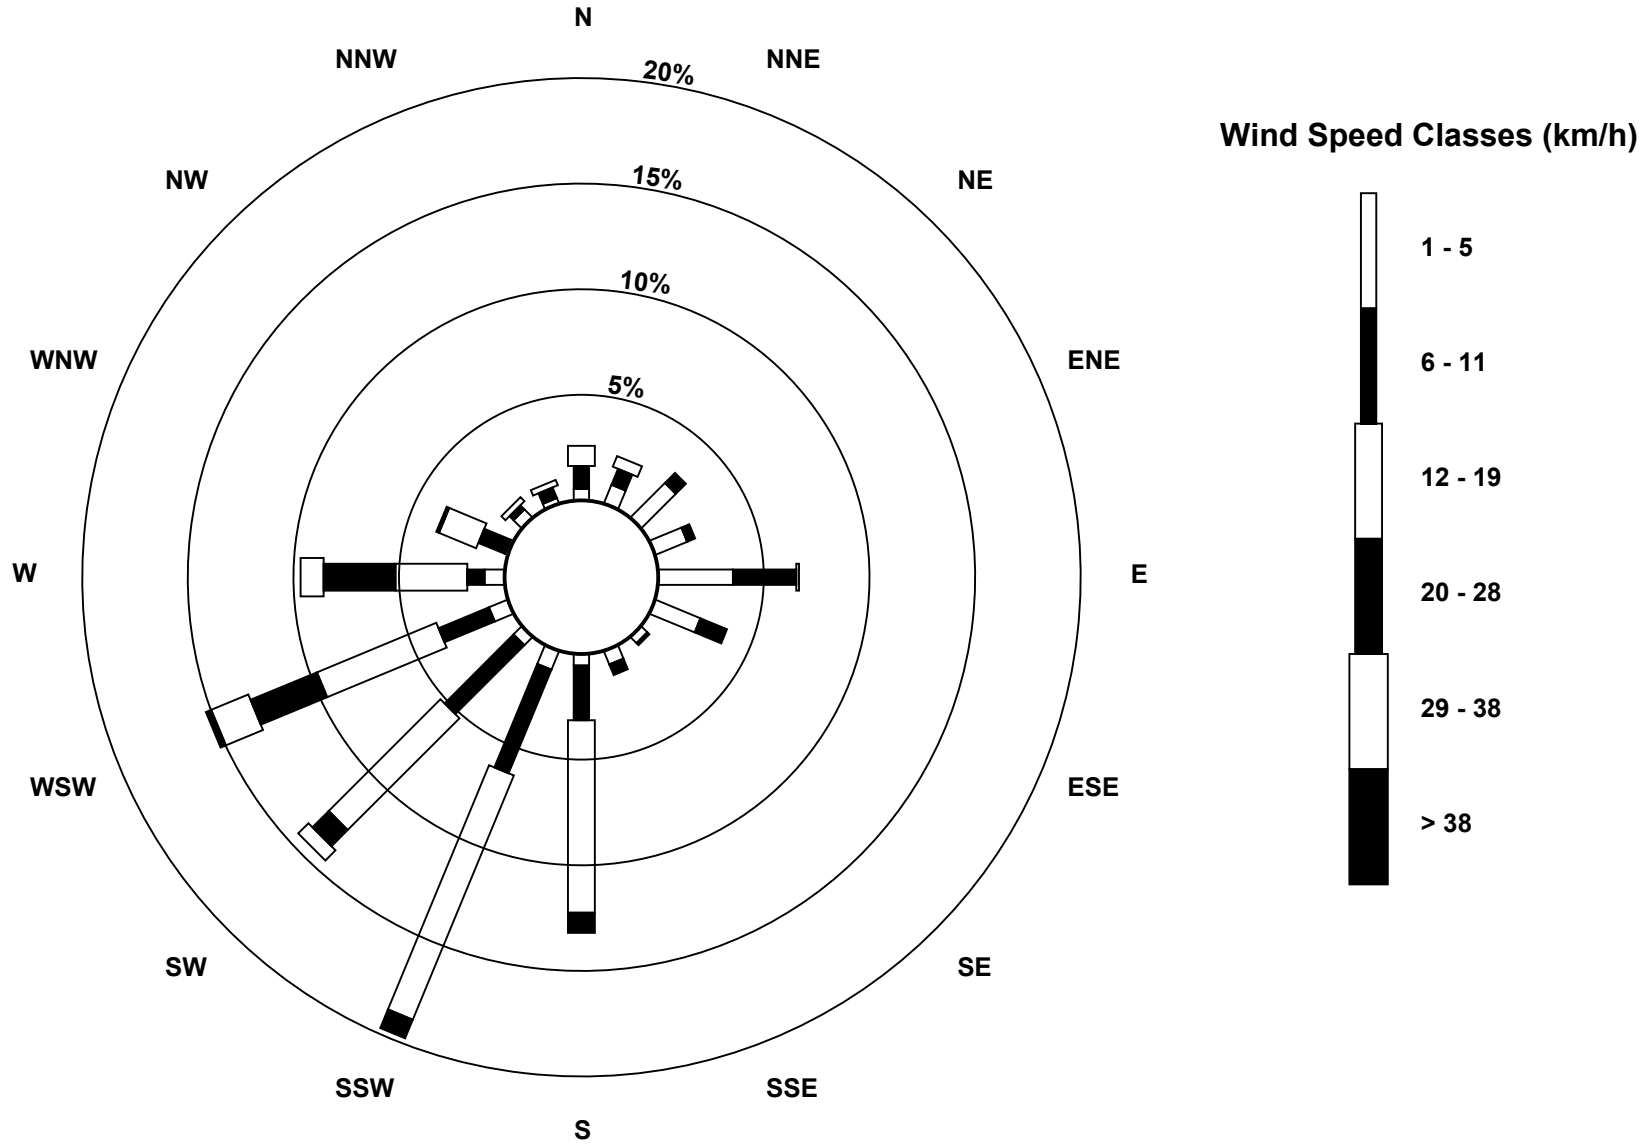 N
NNW
NNE
20%
Wind Speed Classes (km/h)
15%
NW
NE
1 - 5
10%
WNW
ENE
6 - 11
5%
12 - 19
W
E
20 - 28
29 - 38
WSW
ESE
> 38
SW
SE
SSW
SSE
S